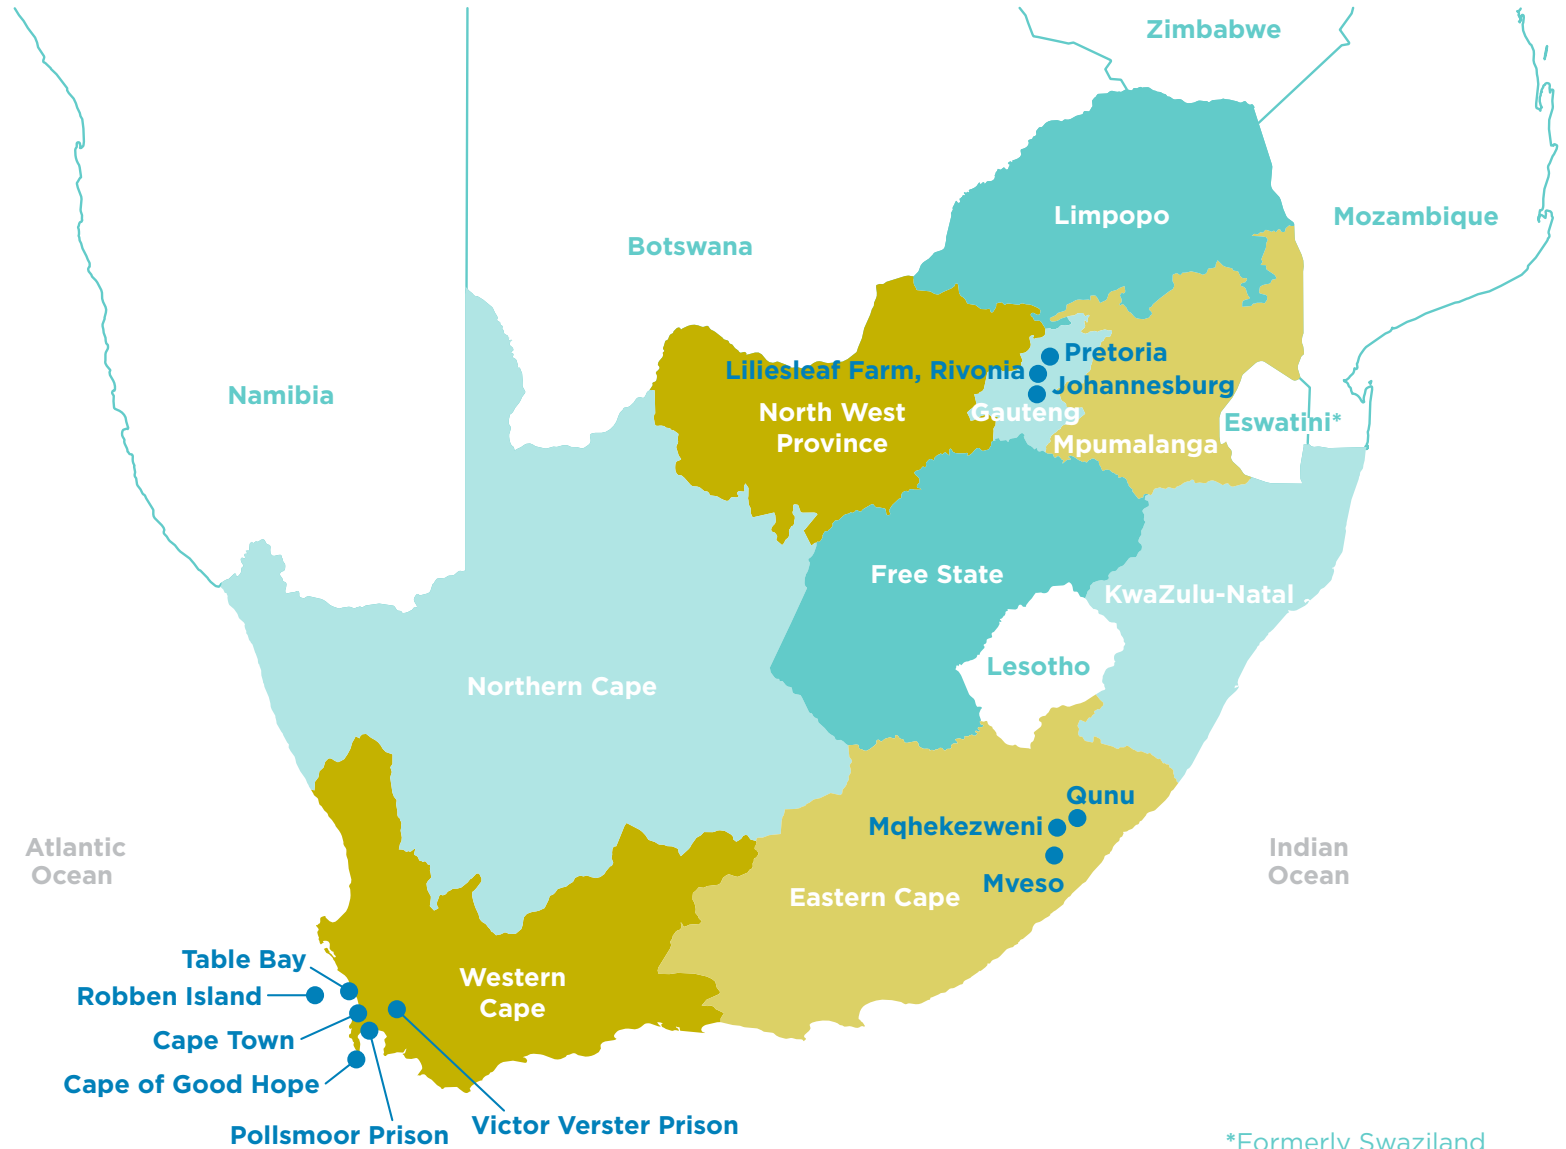 Zimbabwe
Limpopo
Mozambique
Botswana
Pretoria
Liliesleaf Farm, Rivonia
Johannesburg
Namibia
North West
Province
Gauteng
Eswatini*
Mpumalanga
Free State
KwaZulu-Natal
Lesotho
Northern Cape
Qunu
Mqhekezweni
Atlantic
Ocean
Indian
Ocean
Mveso
Eastern Cape
Table Bay
Western
Cape
Robben Island
Cape Town
Cape of Good Hope
Victor Verster Prison
Pollsmoor Prison
*Formerly Swaziland